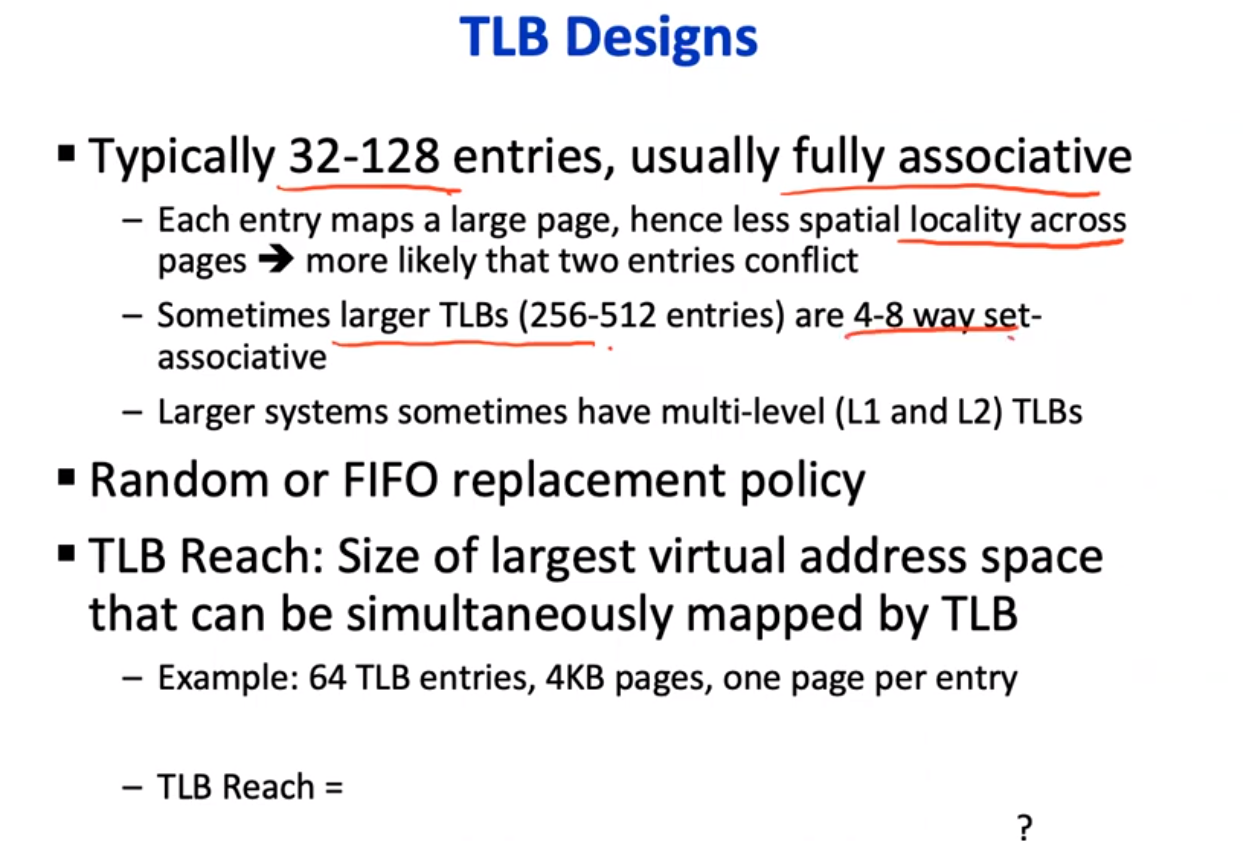 TLB Designs
▪ Typically 32-128 entries, usually fully associative
– Each entry maps a large page, hence less spatial locality across
pages ➔ more likely that two entries conflict
– Sometimes larger TLBs (256-512 entries) are 4-8 way set-
associative
– Larger systems sometimes have multi-level (L1 and L2) TLBs
▪ Random or FIFO replacement policy
▪ TLB Reach: Size of largest virtual address space
that can be simultaneously mapped by TLB
– Example: 64 TLB entries, 4KB pages, one page per entry
– TLB Reach =
?